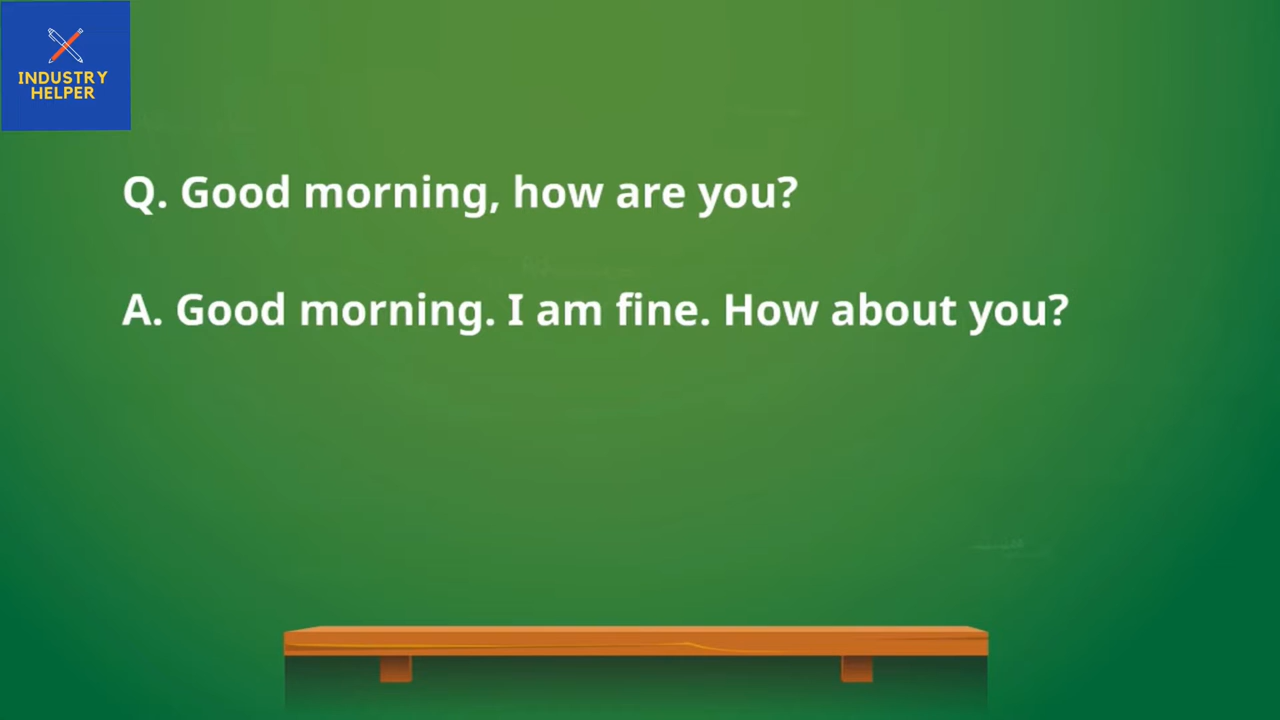 INDUSTRY
HELPER
Q. Good morning, how are you?
A. Good morning. I am fine. How about you?